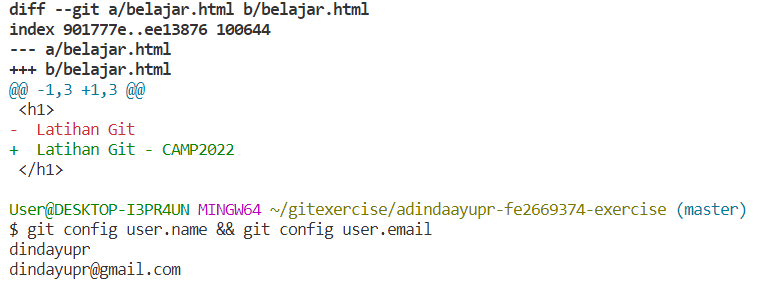 diff --git a/belajar.html b/belajar.html
index 901777e..ee13876 100644
--- a/belajar.html
+++ b/belajar.html
@@ -1,3 +1,3 @@
 <h1>
-  Latihan Git
+  Latihan Git - CAMP2022
 </h1>

User@DESKTOP-I3PR4UN MINGW64 ~/gitexercise/adindaayupr-fe2669374-exercise (master)
$ git config user.name && git config user.email
dindayupr
dindayupr@gmail.com